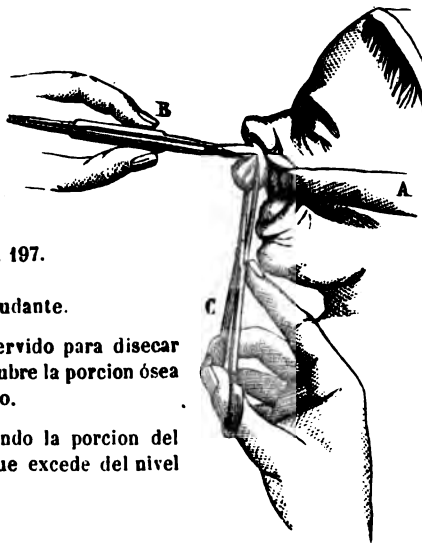 B
A
197.
C
udante.
ervido para disecar
ubre la porcion ósea
o.
ndo la porcion del
ue excede del nivel